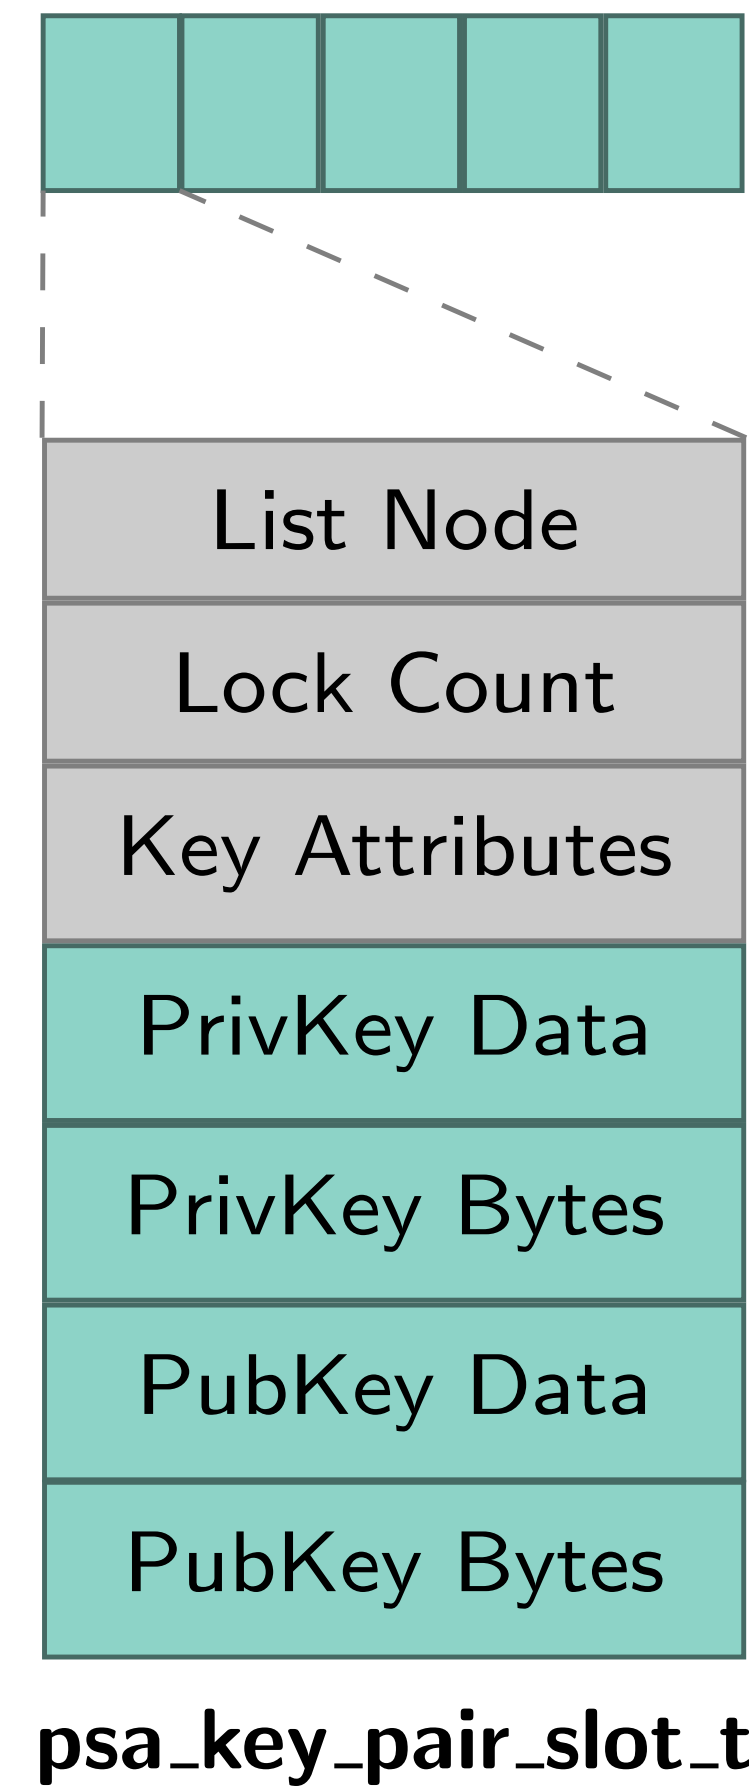 List Node
Lock Count
Key Attributes
PrivKey Data
PrivKey Bytes
PubKey Data
PubKey Bytes
psa_key_pair_slot_t